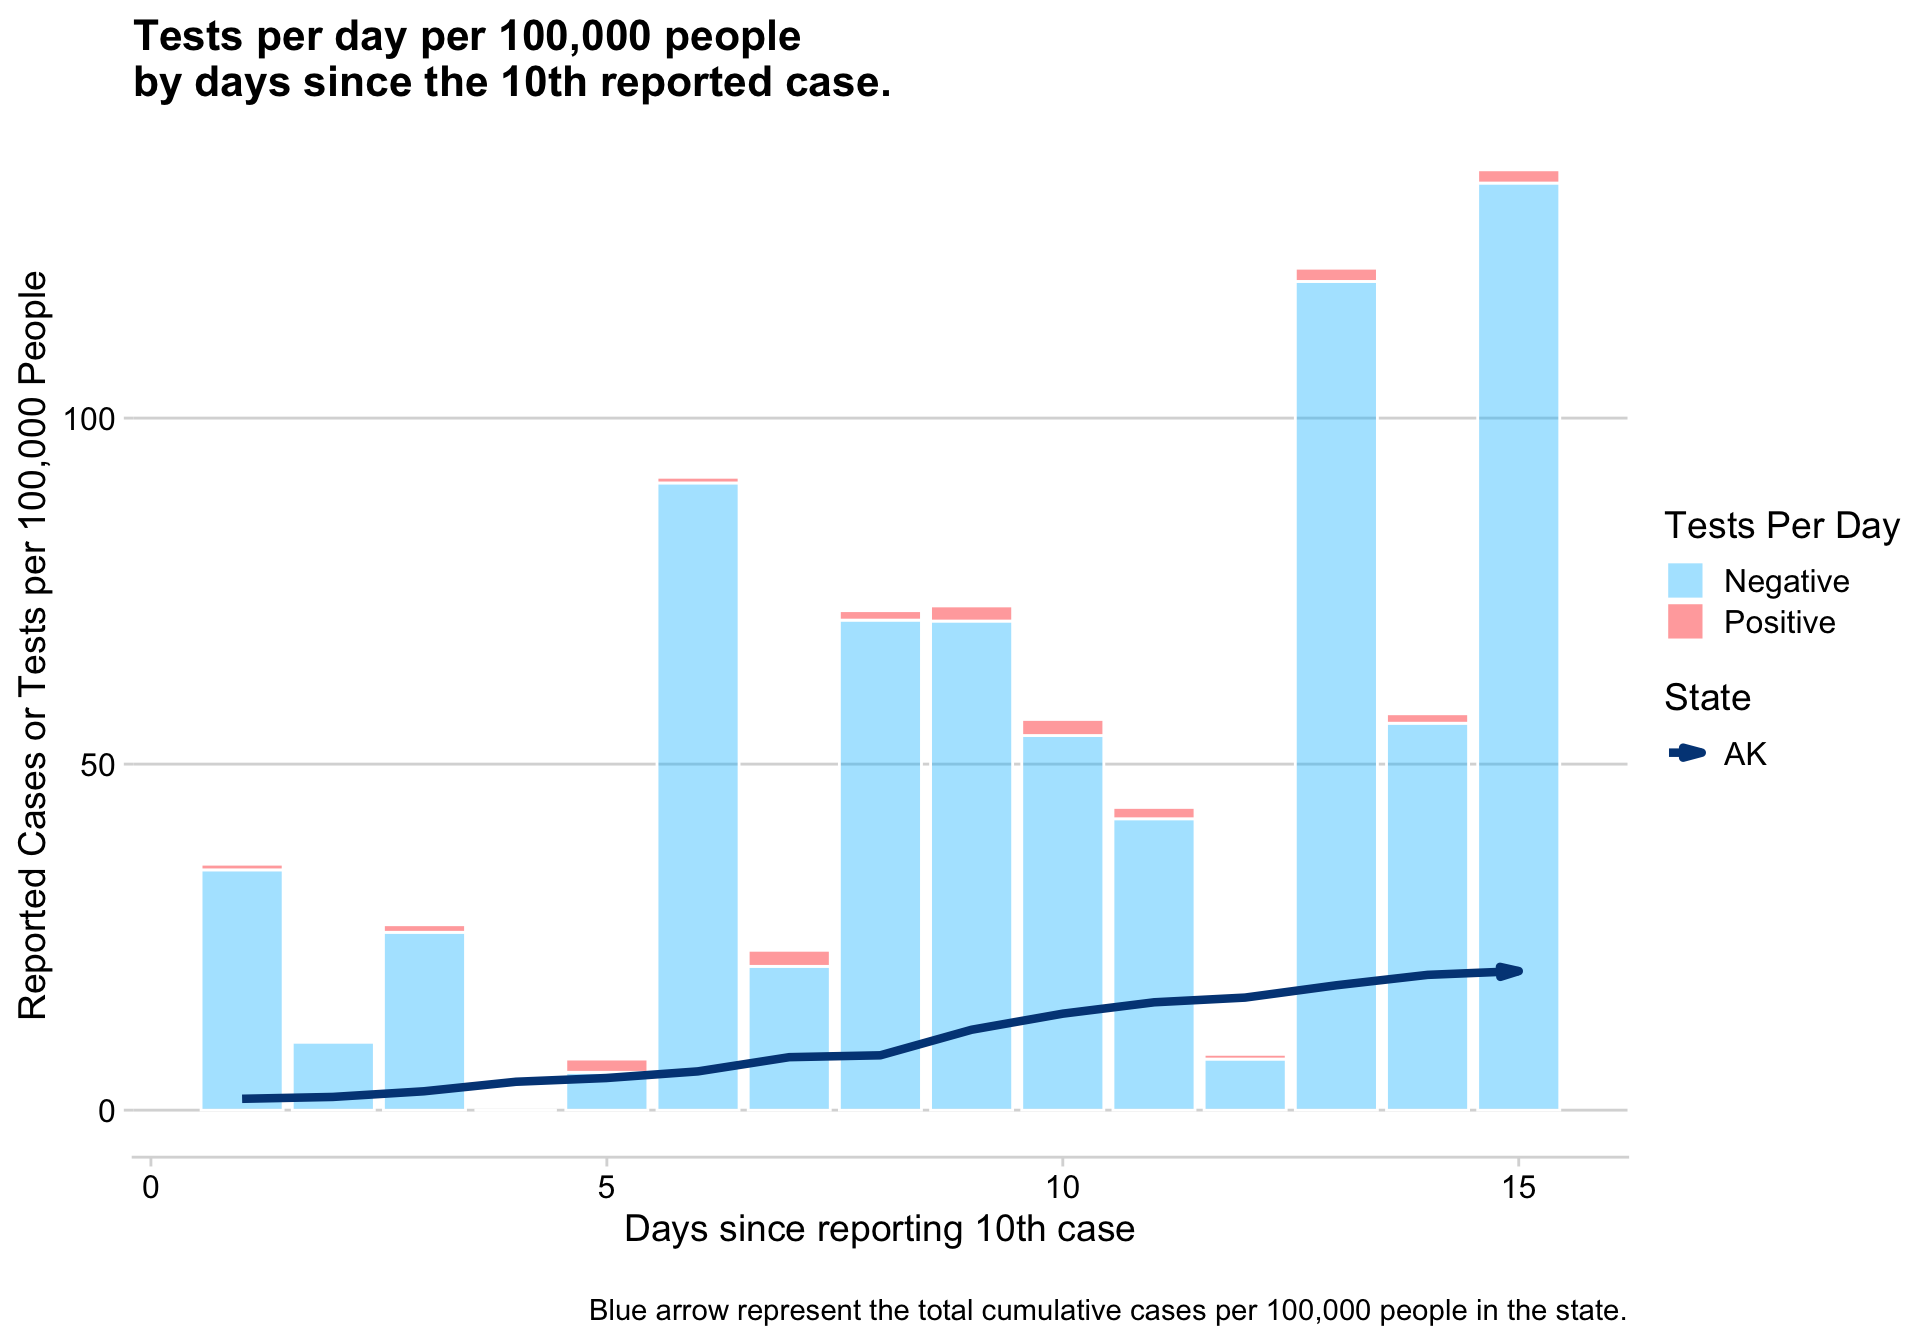 Tests per day per 100,000 people
by days since the 10th reported case.
Reported Cases or Tests per 100,000 People
100
50
0
0
5
10
15
Days since reporting 10th case
Tests Per Day
Negative
Positive
State
AK
Blue arrow represent the total cumulative cases per 100,000 people in the state.